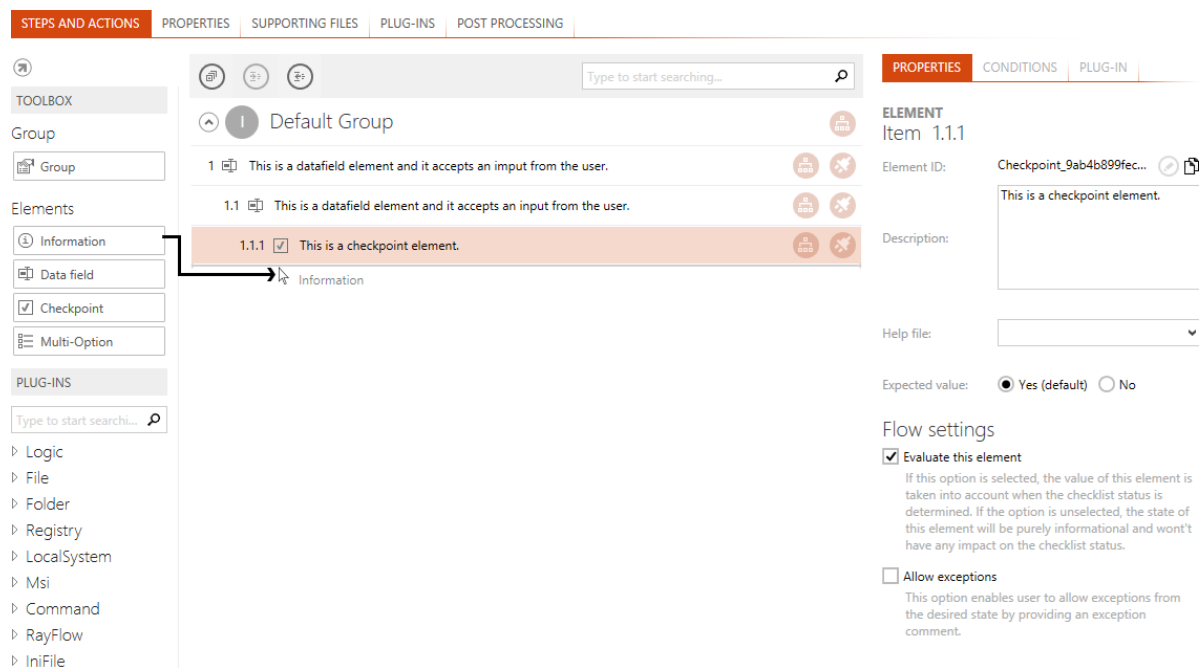 STEPS AND ACTIONS PROPERTIES SUPPORTING FILES PLUG-INS POST PROCESSING
TOOLBOX
Group
Group
Elements
Information
Data field
Checkpoint
Multi-Option
PLUG-INS
Type to start searchi...
Logic
File
Folder
Registry
LocalSystem
Msi
Command
RayFlow
IniFile
Type to start searching...
I Default Group
1 This is a datafield element and it accepts an imput from the user.
1.1 This is a datafield element and it accepts an input from the user.
1.1.1 This is a checkpoint element.
Information
PROPERTIES CONDITIONS PLUG-IN
ELEMENT
Item 1.1.1
Element ID: Checkpoint_9ab4b899fec...
Description: This is a checkpoint element.
Help file:
Expected value: Yes (default) No
Flow settings
Evaluate this element
If this option is selected, the value of this element is
taken into account when the checklist status is
determined. If the option is unselected, the state of
this element will be purely informational and wont't
have any impact on the checklist status.
Allow exceptions
This option enables user to allow exceptions from
the desired state by providing an exception
comment.